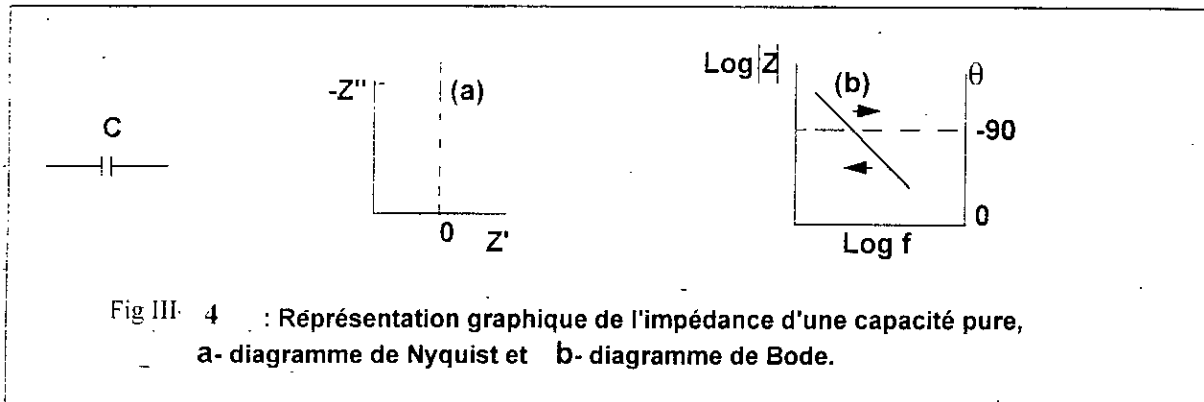 C
-Z"
(a)
0
Z'
Log|Z|
(b)
θ
-90
0
Log f
Fig III- 4 : Représentation graphique de l'impédance d'une capacité pure,
a- diagramme de Nyquist et b- diagramme de Bode.